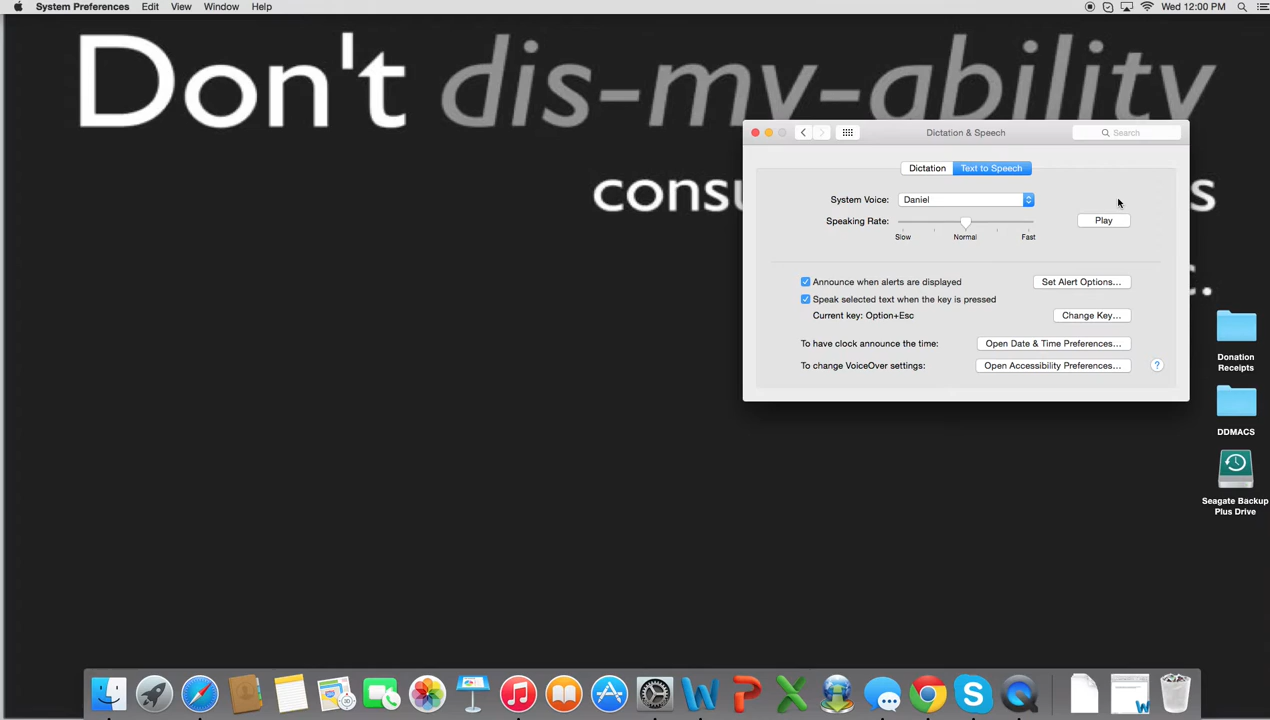 System Preferences Edit View Window Help Wed 12:00 PM
Don't dis-my-ability
Dictation & Speech Search
Dictation Text to Speech
consu s
System Voice: Daniel
Speaking Rate: Play
Slow Normal Fast
Announce when alerts are displayed Set Alert Options...
c.
Speak selected text when the key is pressed
Current key: Option+Esc Change Key...
To have clock announce the time: Open Date & Time Preferences...
To change VoiceOver settings: Open Accessibility Preferences... ?
Donation
Receipts
DDMACS
Seagate Backup
Plus Drive